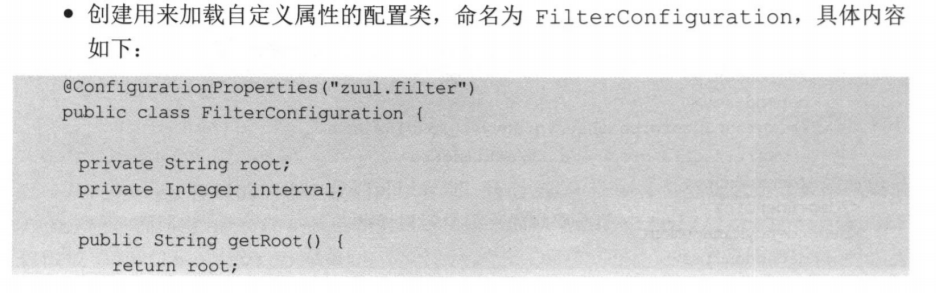 • 创建用来加载自定义属性的配置类，命名为 FilterConfiguration，具体内容
如下：
@ConfigurationProperties("zuul.filter")
public class FilterConfiguration {
private String root;
private Integer interval;
public String getRoot() {
return root;